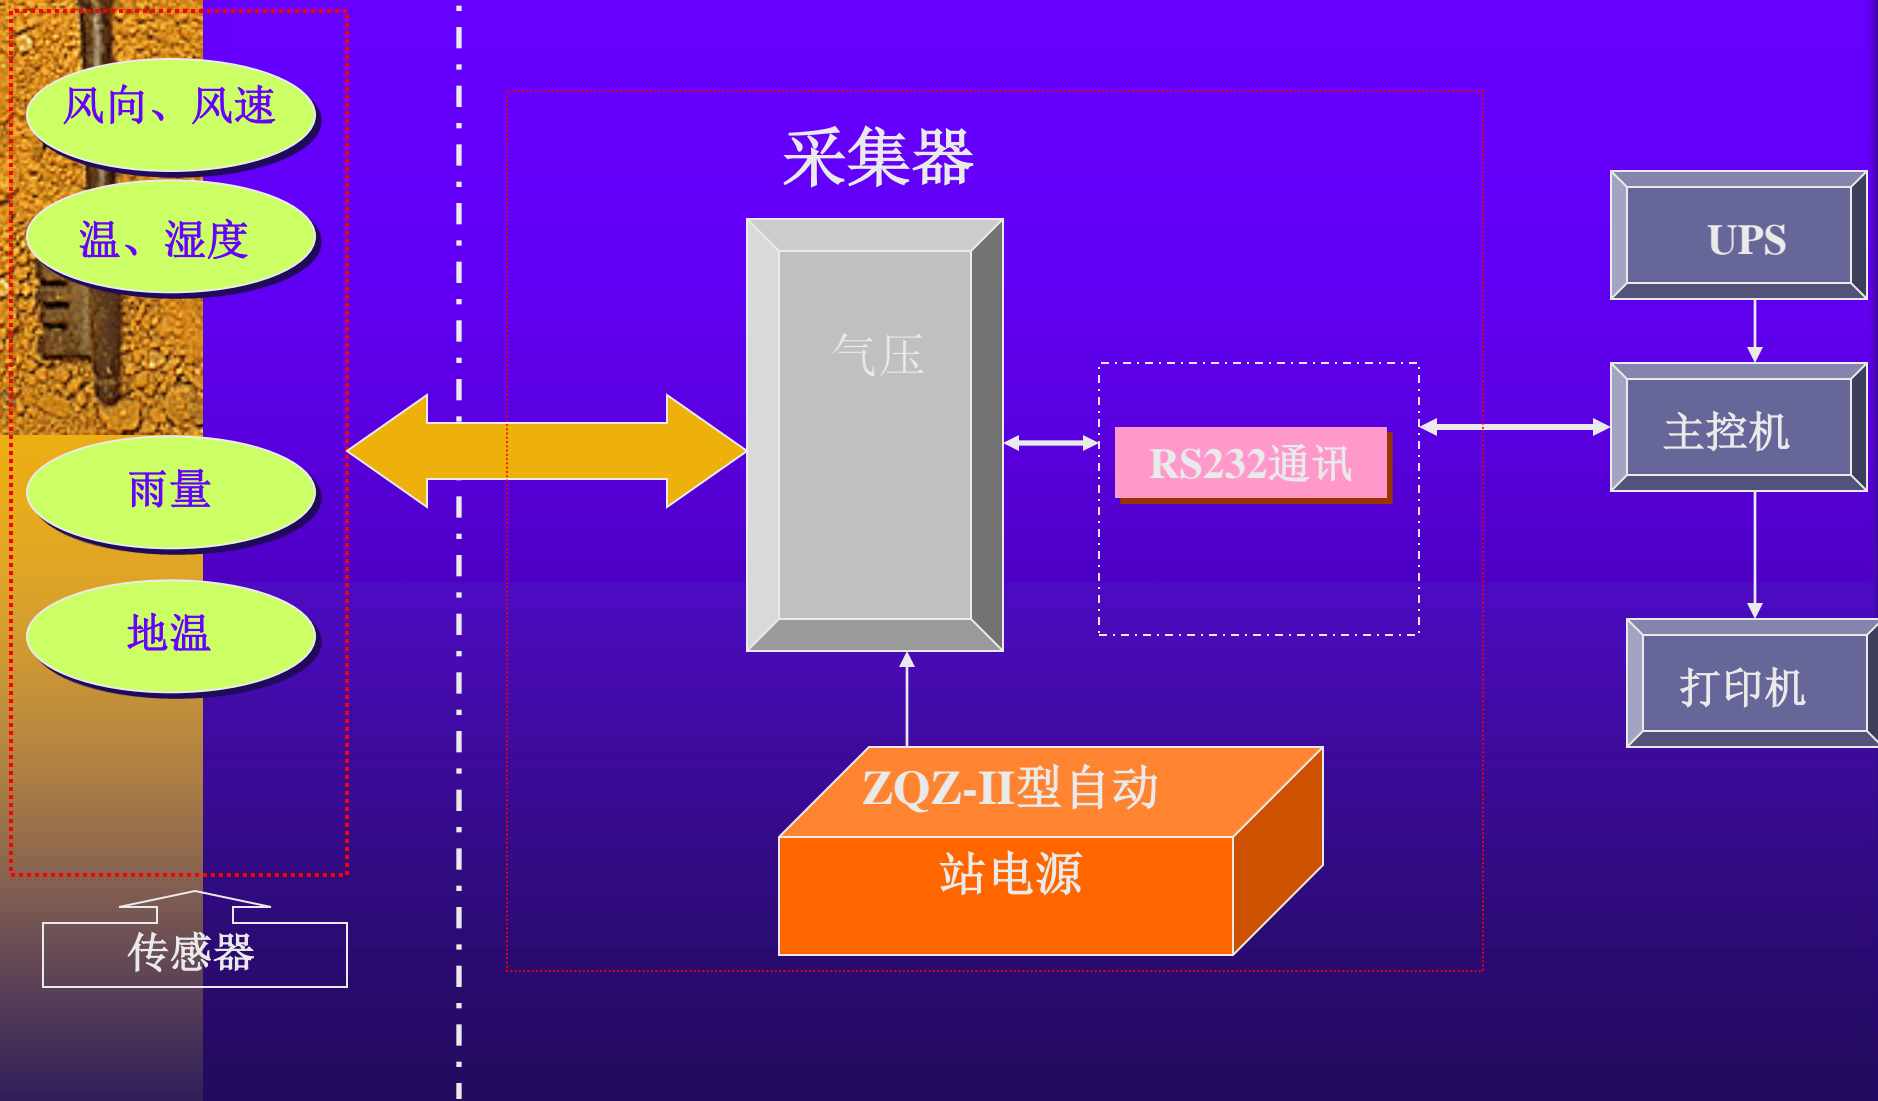 风向、风速
温、湿度
雨量
地温
传感器
采集器
气压
RS232通讯
ZQZ-II型自动
站电源
UPS
主控机
打印机